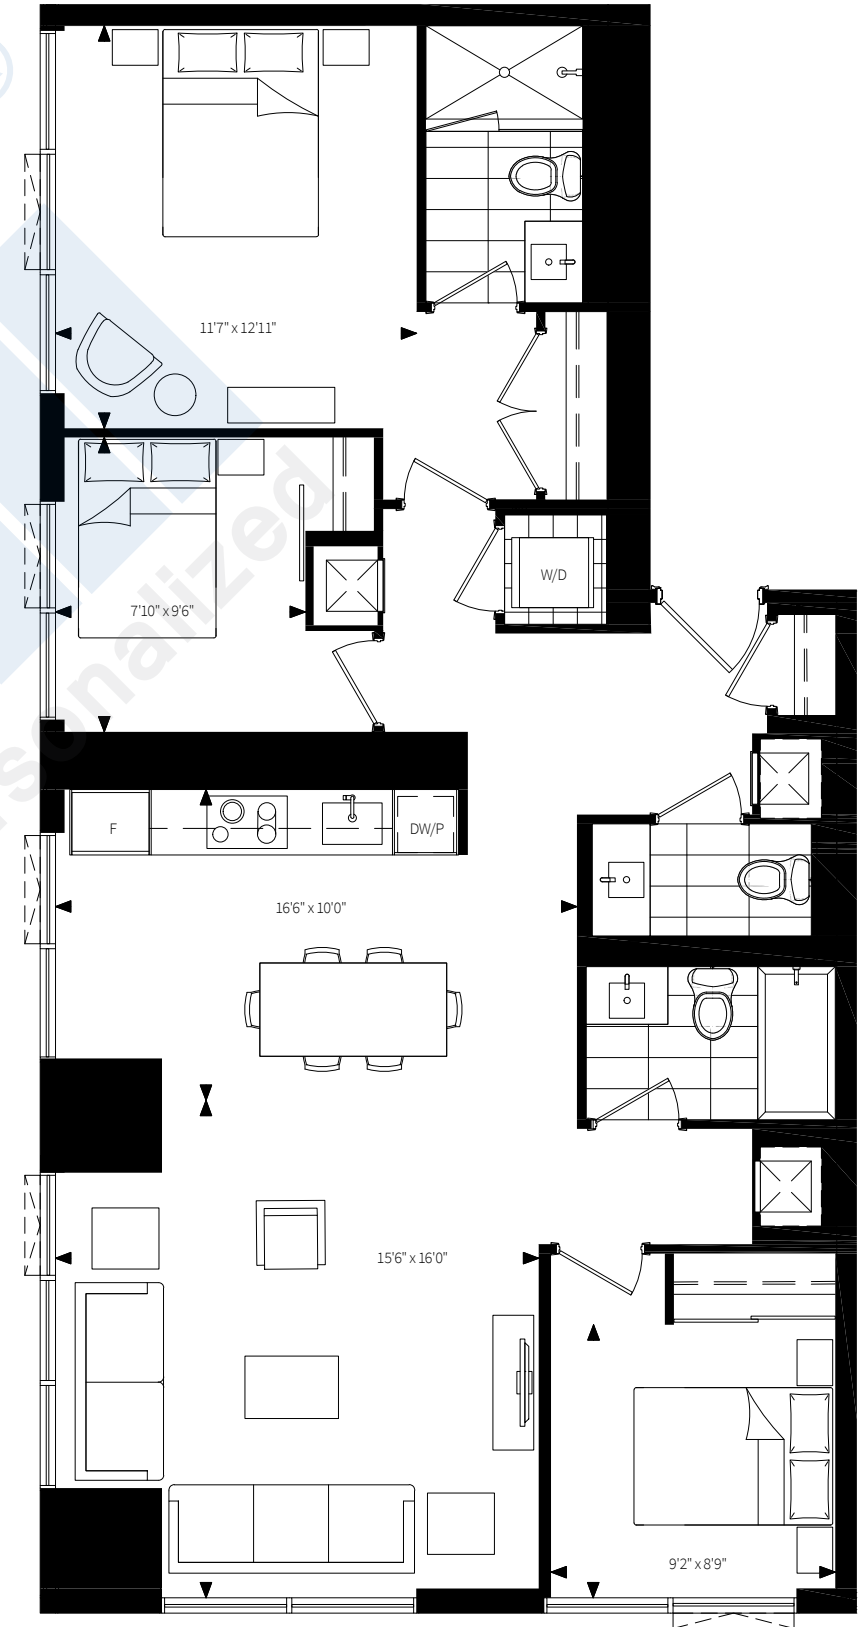 11'7" x 12'11"
7'10" x 9'6"
W/D
F
DW/P
16'6" x 10'0"
15'6" x 16'0"
9'2" x 8'9"